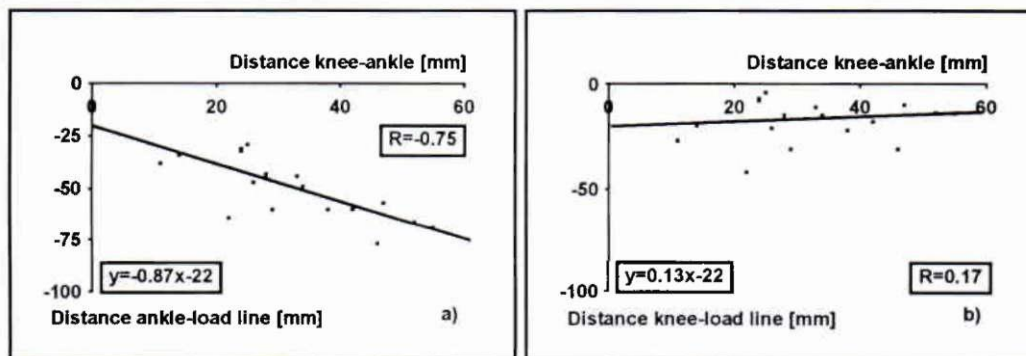 Distance knee-ankle [mm]
0
0 20 40 60
-25
R=-0.75
-50
-75
y=-0.87x-22
-100
Distance ankle-load line [mm] a)
Distance knee-ankle [mm]
0
0 20 40 60
-50
y=0.13x-22
R=0.17
-100
Distance knee-load line [mm] b)